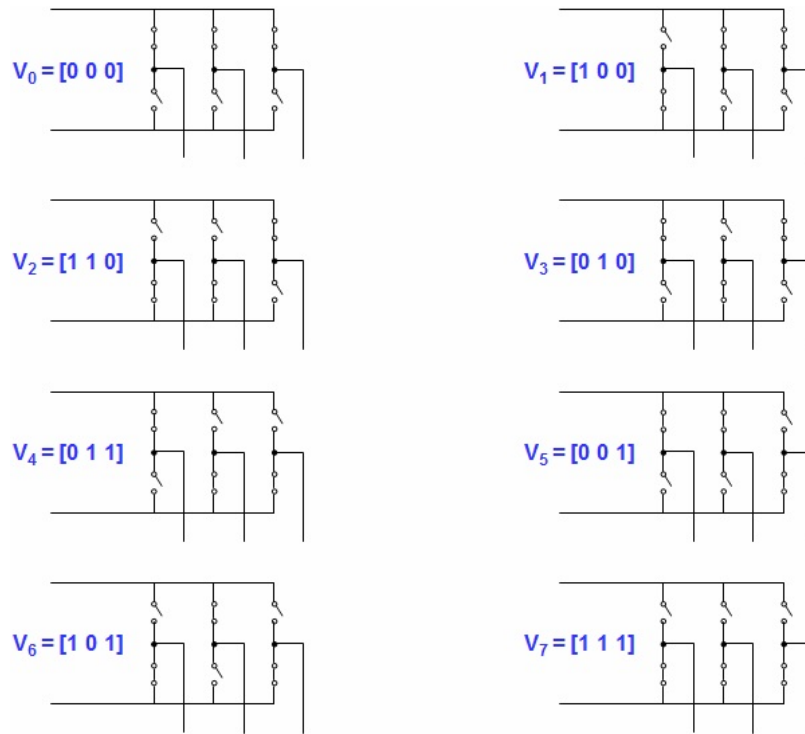 V₀ = [0 0 0]
V₁ = [1 0 0]
V₂ = [1 1 0]
V₃ = [0 1 0]
V₄ = [0 1 1]
V₅ = [0 0 1]
V₆ = [1 0 1]
V₇ = [1 1 1]